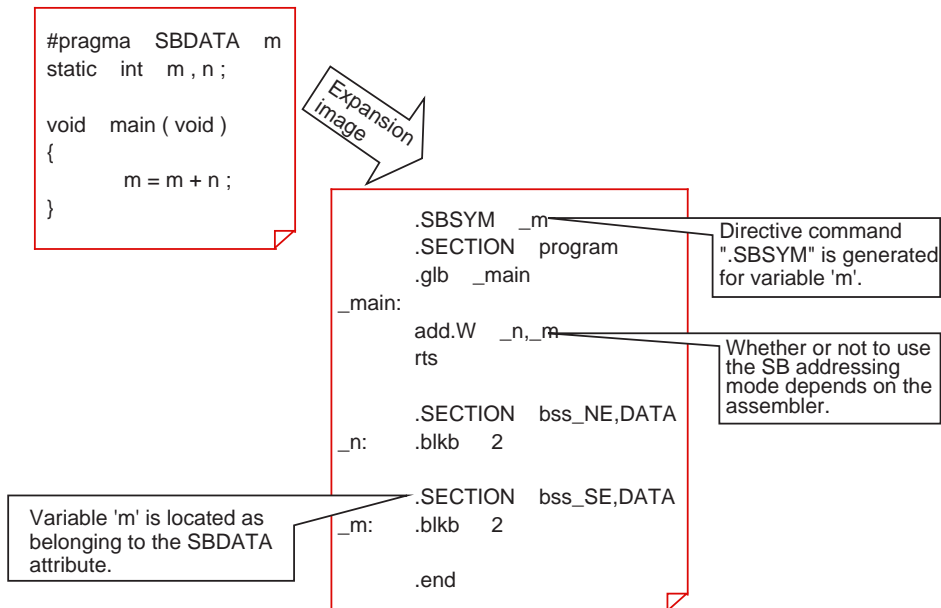 #pragma SBDATA m
static int m , n ;
void main ( void )
{
m = m + n ;
}
Expansion
image
.SBSYM _m
.SECTION program
.glb _main
_main:
add.W _n,_m
rts
.SECTION bss_NE,DATA
_n: .blkb 2
.SECTION bss_SE,DATA
_m: .blkb 2
.end
Directive command
".SBSYM" is generated
for variable 'm'.
Whether or not to use
the SB addressing
mode depends on the
assembler.
Variable 'm' is located as
belonging to the SBDATA
attribute.